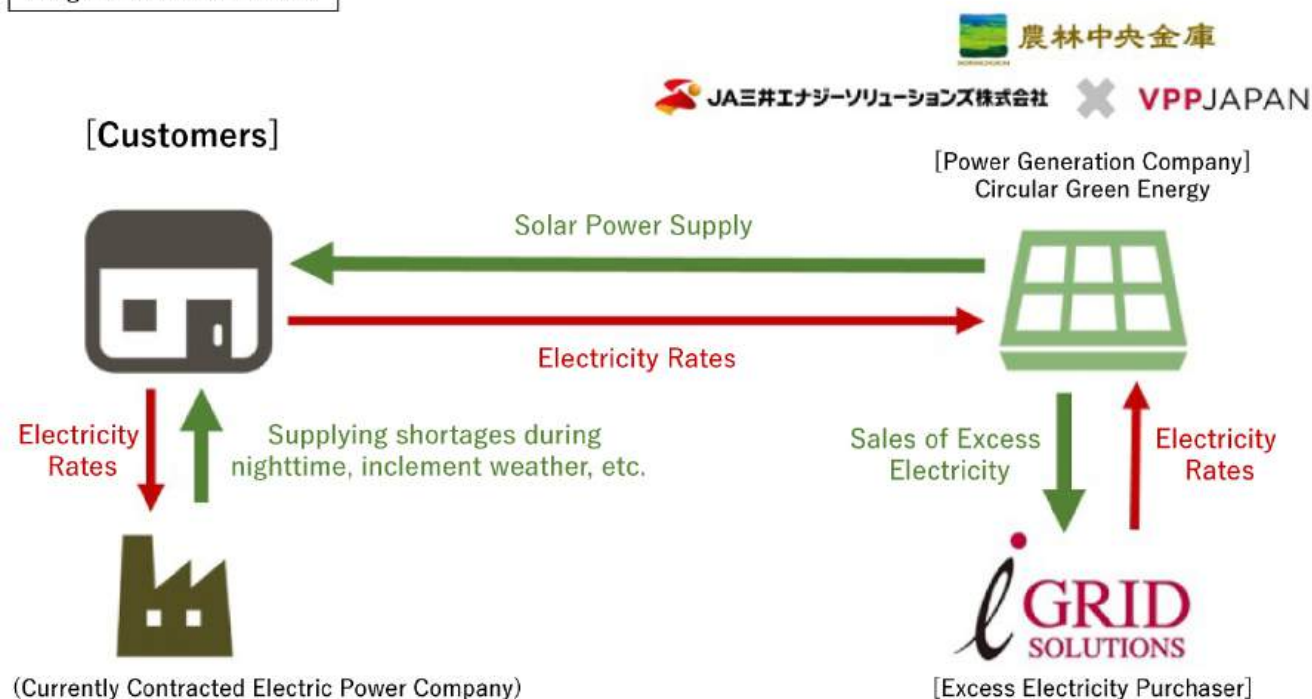 農林中央金庫
JA三井エナジーソリューションズ株式会社
VPP JAPAN
[Customers]
[Power Generation Company]
Circular Green Energy
Solar Power Supply
Electricity Rates
Electricity
Rates
Supplying shortages during
nighttime, inclement weather, etc.
Sales of Excess
Electricity
Electricity
Rates
i GRID
SOLUTIONS
(Currently Contracted Electric Power Company)
[Excess Electricity Purchaser]